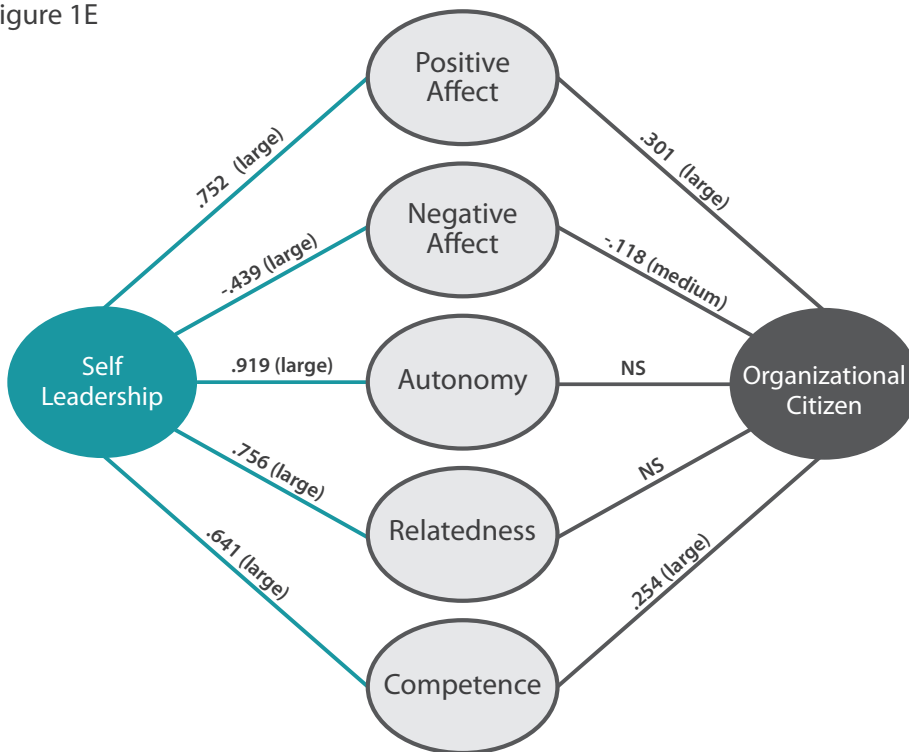 igure 1E
Positive
Affect
.752 (large)
.301 (large)
Negative
Affect
-.439 (large)
-.118 (medium)
Self
Leadership
.919 (large)
Autonomy
NS
Organizational
Citizen
.756 (large)
Relatedness
NS
.641 (large)
.254 (large)
Competence